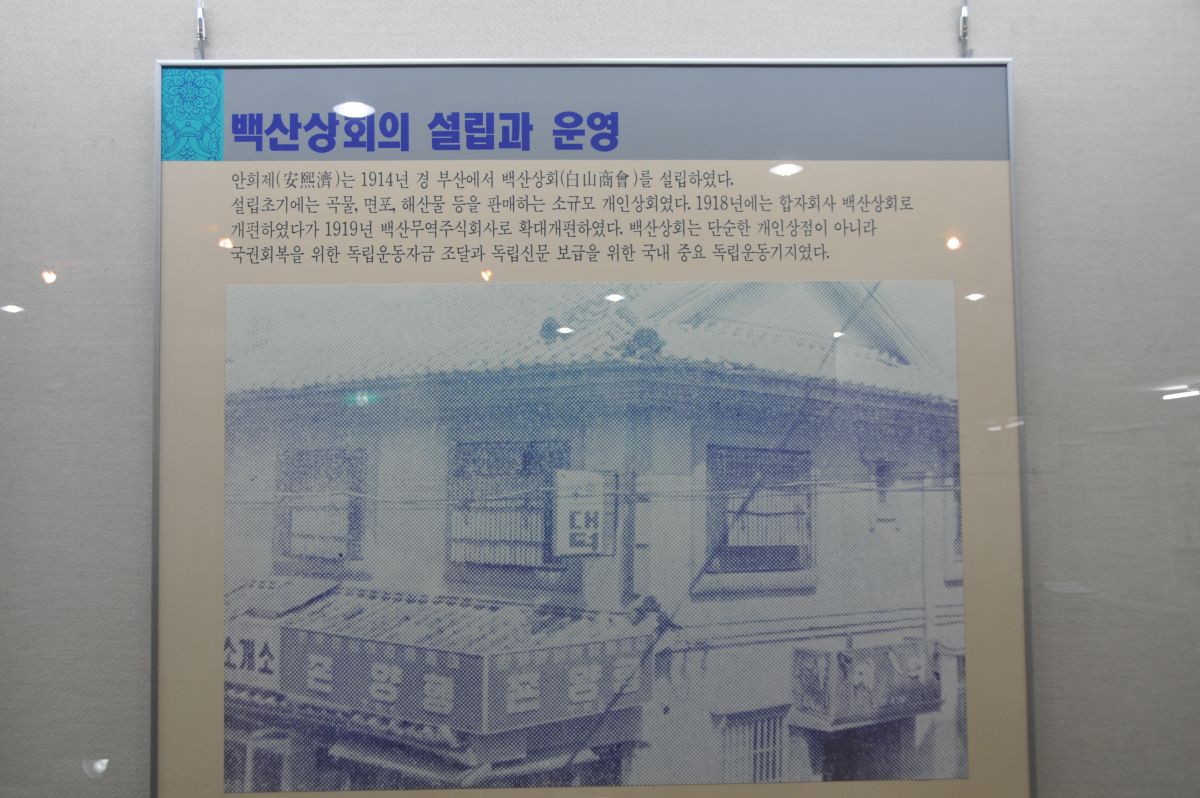 백산상회의 설립과 운영
안희제(安熙濟)는 1914년 경 부산에서 백산상회(白山商會)를 설립하였다.
설립초기에는 곡물, 면포, 해산물 등을 판매하는 소규모 개인상회였다. 1918년에는 합자회사 백산상회로
개편하였다가 1919년 백산무역주식회사로 확대개편하였다. 백산상회는 단순한 개인상점이 아니라
국권회복을 위한 독립운동자금 조달과 독립신문 보급을 위한 국내 중요 독립운동기지였다.
소개소